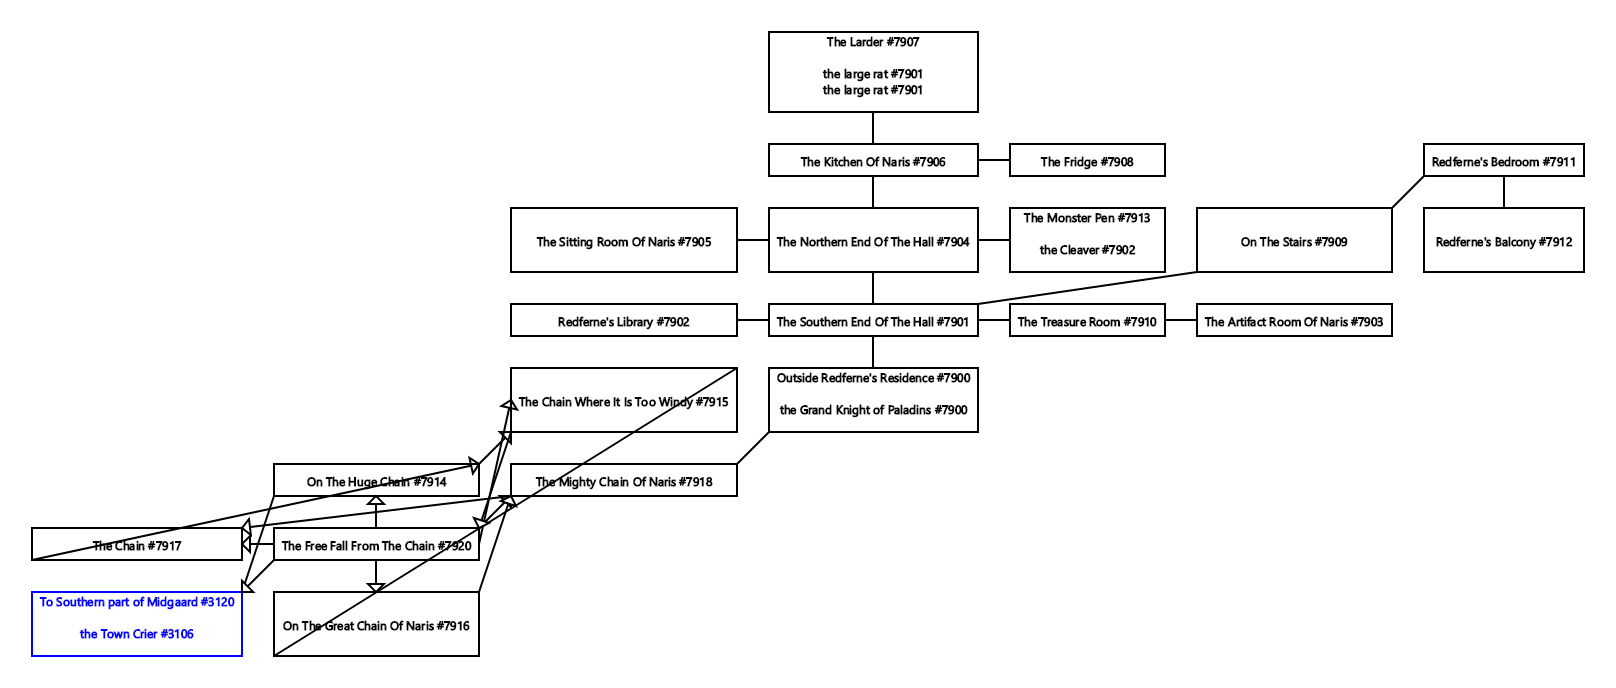 The Larder #7907
the large rat #7901
the large rat #7901
The Kitchen Of Naris #7906
The Fridge #7908
Redferne's Bedroom #7911
The Sitting Room Of Naris #7905
The Northern End Of The Hall #7904
The Monster Pen #7913
the Cleaver #7902
On The Stairs #7909
Redferne's Balcony #7912
Redferne's Library #7902
The Southern End Of The Hall #7901
The Treasure Room #7910
The Artifact Room Of Naris #7903
The Chain Where It Is Too Windy #7915
Outside Redferne's Residence #7900
the Grand Knight of Paladins #7900
On The Huge Chain #7914
The Mighty Chain Of Naris #7918
The Chain #7917
The Free Fall From The Chain #7920
To Southern part of Midgaard #3120
the Town Crier #3106
On The Great Chain Of Naris #7916